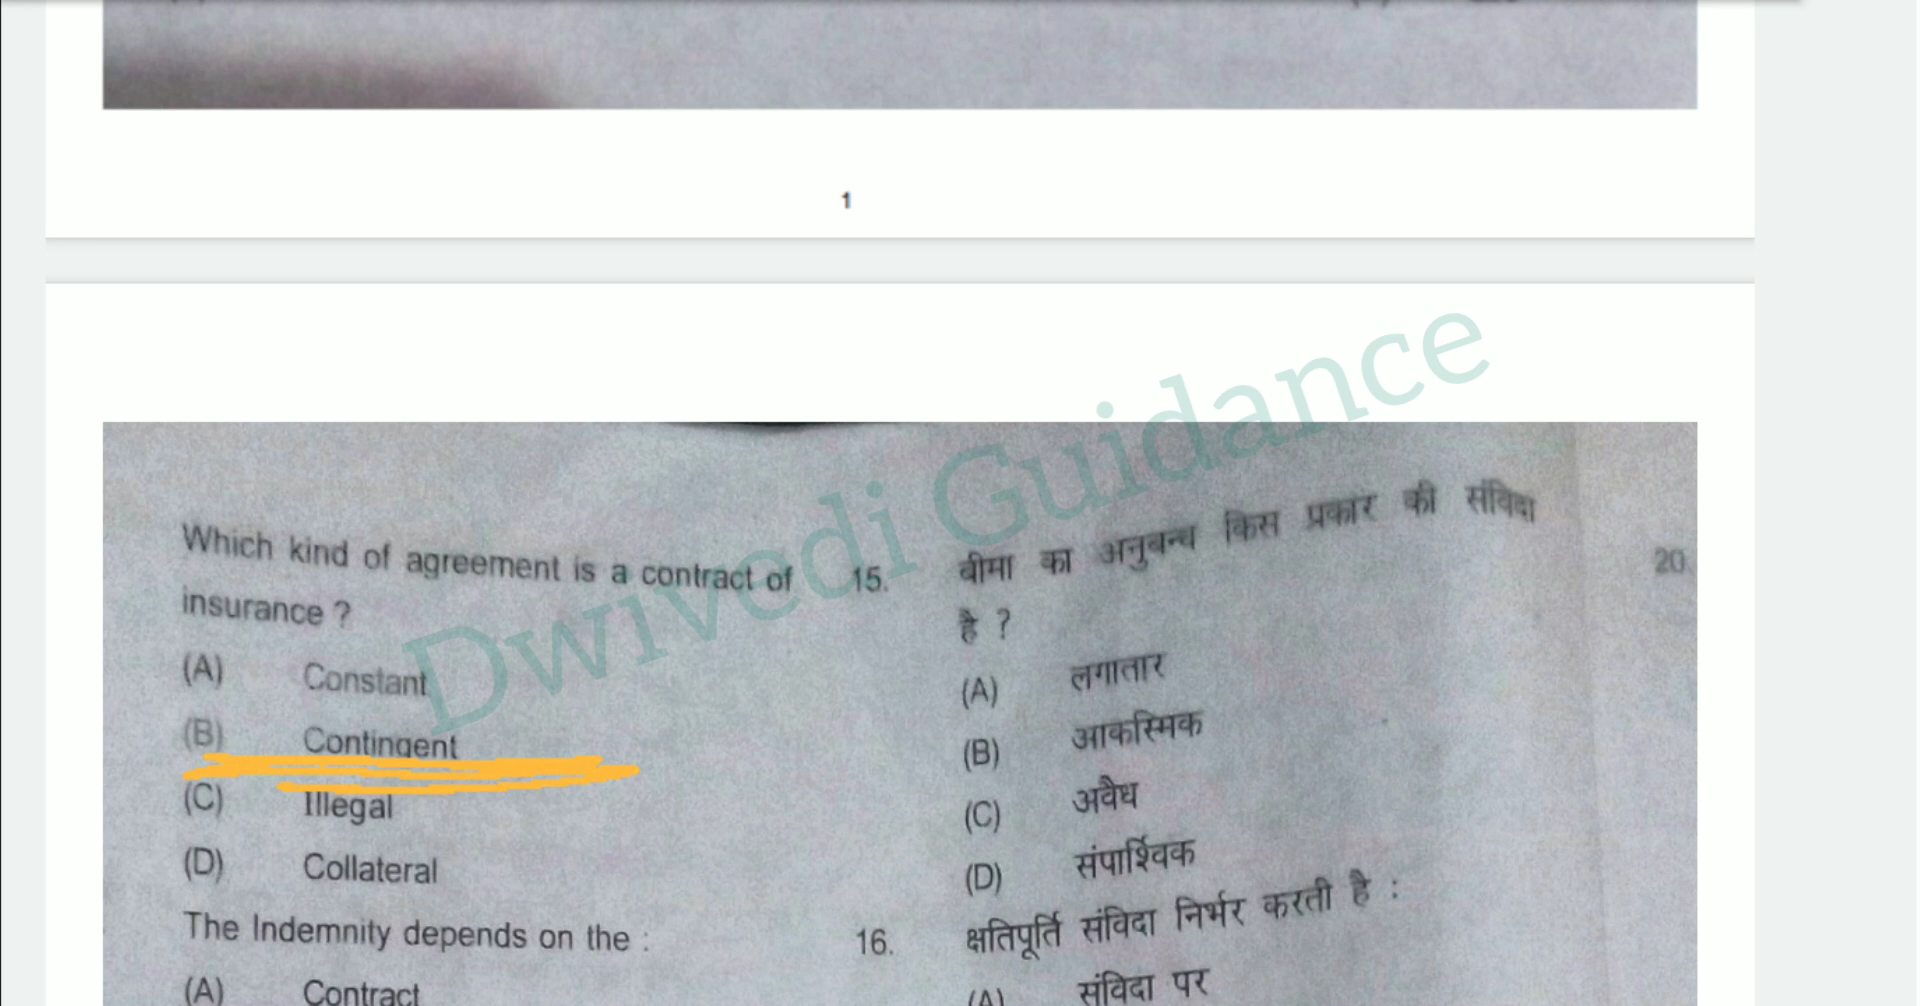 1
Dwivedi Guidance
Which kind of agreement is a contract of
insurance ?
(A) Constant
(B) Contingent
(C) Illegal
(D) Collateral
The Indemnity depends on the :
(A) Contract
15. बीमा का अनुबन्ध किस प्रकार की संविदा
है ?
(A) लगातार
(B) आकस्मिक
(C) अवैध
(D) संपार्श्विक
16. क्षतिपूर्ति संविदा निर्भर करती है :
(A) संविदा पर
20.